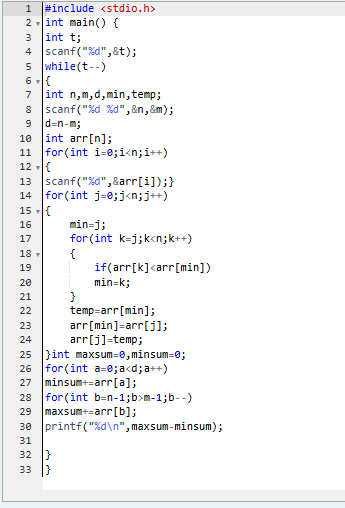 1 #include <stdio.h>
2 int main() {
3 int t;
4 scanf("%d",&t);
5 while(t--)
6 {
7 int n,m,d,min,temp;
8 scanf("%d %d",&n,&m);
9 d=n-m;
10 int arr[n];
11 for(int i=0;i<n;i++)
12 {
13 scanf("%d",&arr[i]);}
14 for(int j=0;j<n;j++)
15 {
16 min=j;
17 for(int k=j;k<n;k++)
18 {
19 if(arr[k]<arr[min])
20 min=k;
21 }
22 temp=arr[min];
23 arr[min]=arr[j];
24 arr[j]=temp;
25 }int maxsum=0,minsum=0;
26 for(int a=0;a<d;a++)
27 minsum+=arr[a];
28 for(int b=n-1;b>m-1;b--)
29 maxsum+=arr[b];
30 printf("%d\n",maxsum-minsum);
31
32 }
33 }